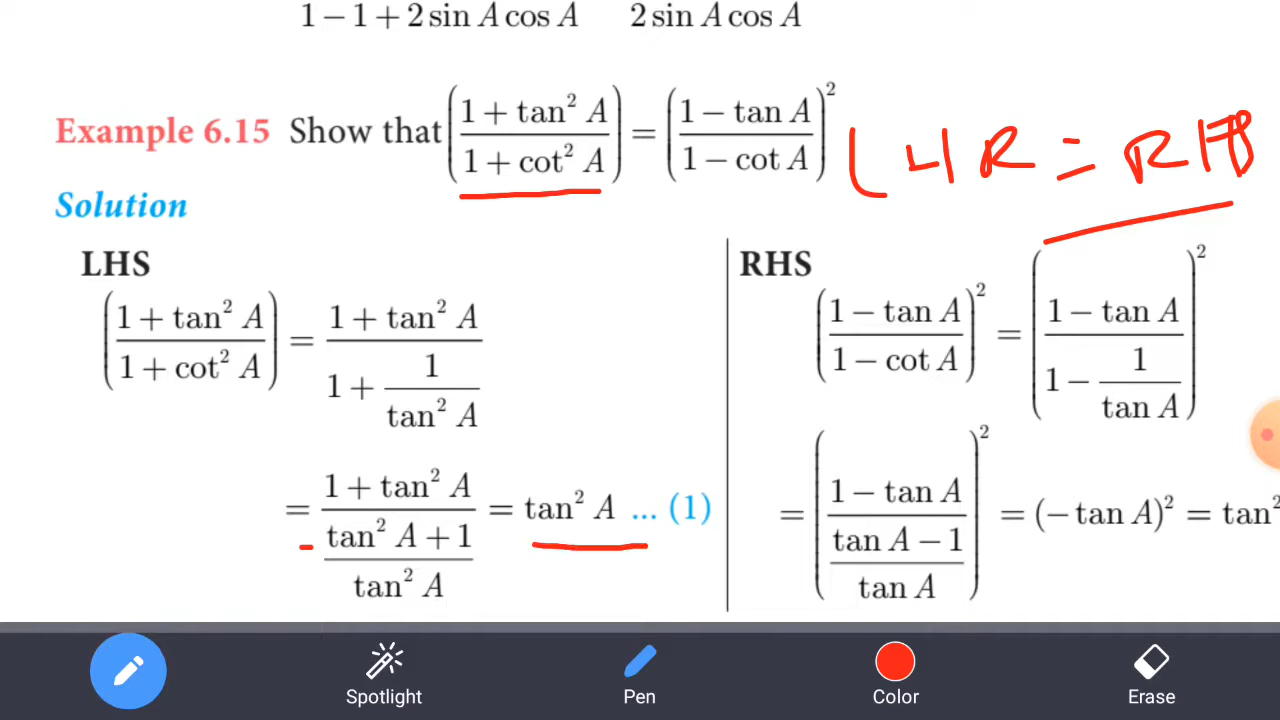 1 − 1 + 2 sin A cos A   2 sin A cos A
Example 6.15 Show that ((1 + tan² A)/(1 + cot² A)) = ((1 − tan A)/(1 − cot A))²
= RHS
Solution
LHS
((1 + tan² A)/(1 + cot² A)) = (1 + tan² A)/(1 + 1/tan² A)
= (1 + tan² A)/((tan² A + 1)/tan² A) = tan² A ... (1)
RHS
((1 − tan A)/(1 − cot A))² = ((1 − tan A)/(1 − 1/tan A))²
= ((1 − tan A)/((tan A − 1)/tan A))² = (− tan A)² = tan²
Spotlight
Pen
Color
Erase